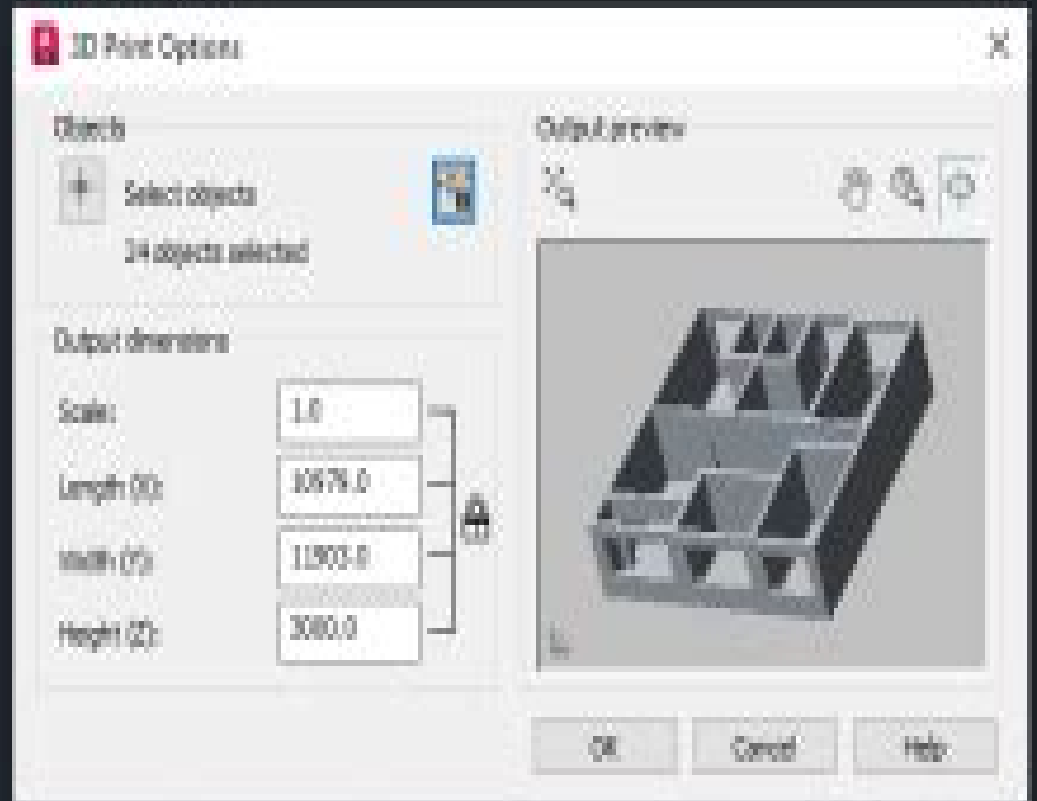 3D Print Options
Objects
Select objects
24 objects selected
Output dimensions
Scale:
1.0
Length (X):
Width (Y):
Height (Z):
Output preview
OK
Cancel
Help